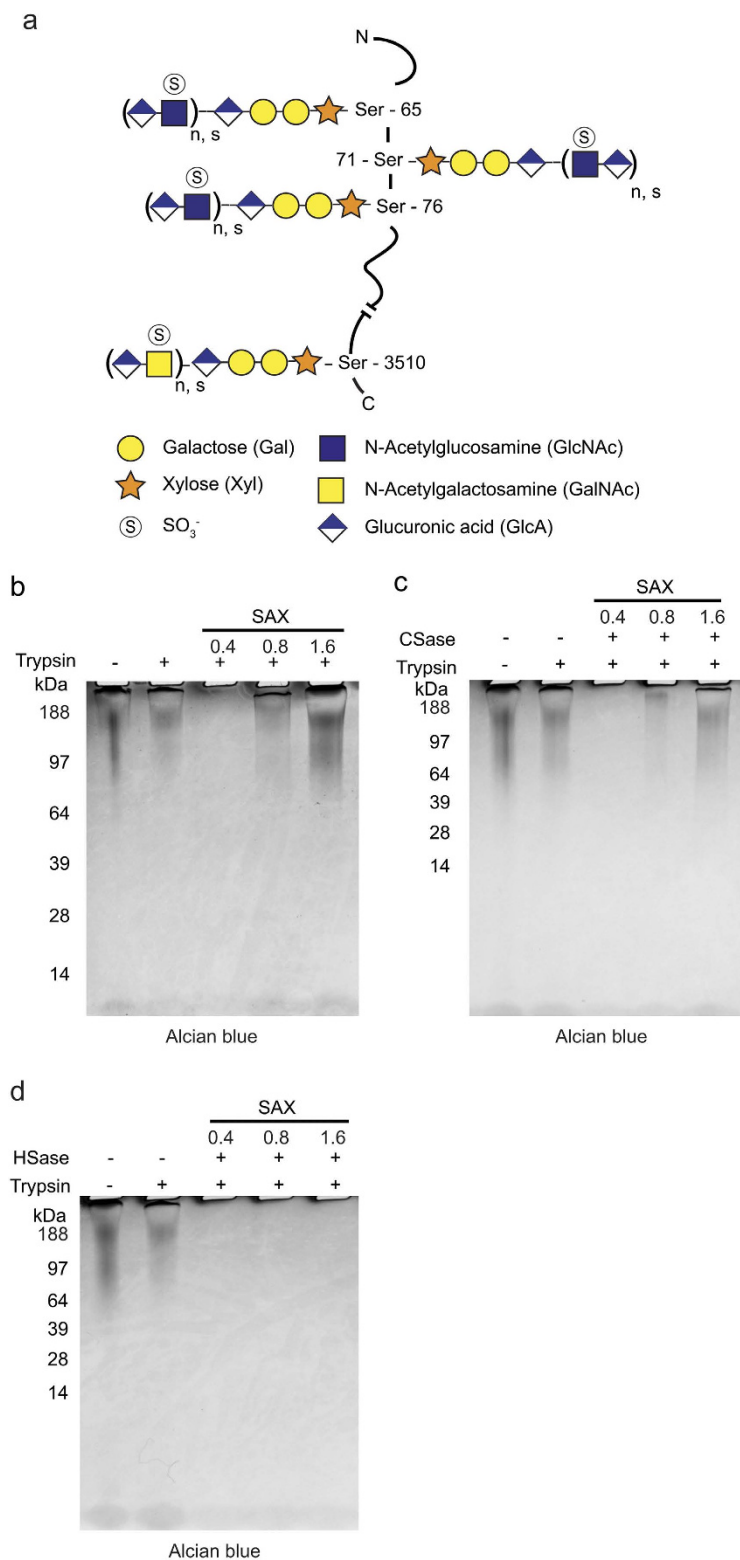 a
N
S
( ) n, s Ser - 65
S
71 - Ser ( ) n, s
S
( ) n, s Ser - 76
S
( ) n, s Ser - 3510
C
Galactose (Gal) N-Acetylglucosamine (GlcNAc)
Xylose (Xyl) N-Acetylgalactosamine (GalNAc)
S SO3- Glucuronic acid (GlcA)
b
SAX
0.4 0.8 1.6
Trypsin - + + + +
kDa
188
97
64
39
28
14
Alcian blue
c
SAX
0.4 0.8 1.6
CSase - - + + +
Trypsin - + + + +
kDa
188
97
64
39
28
14
Alcian blue
d
SAX
0.4 0.8 1.6
HSase - - + + +
Trypsin - + + + +
kDa
188
97
64
39
28
14
Alcian blue